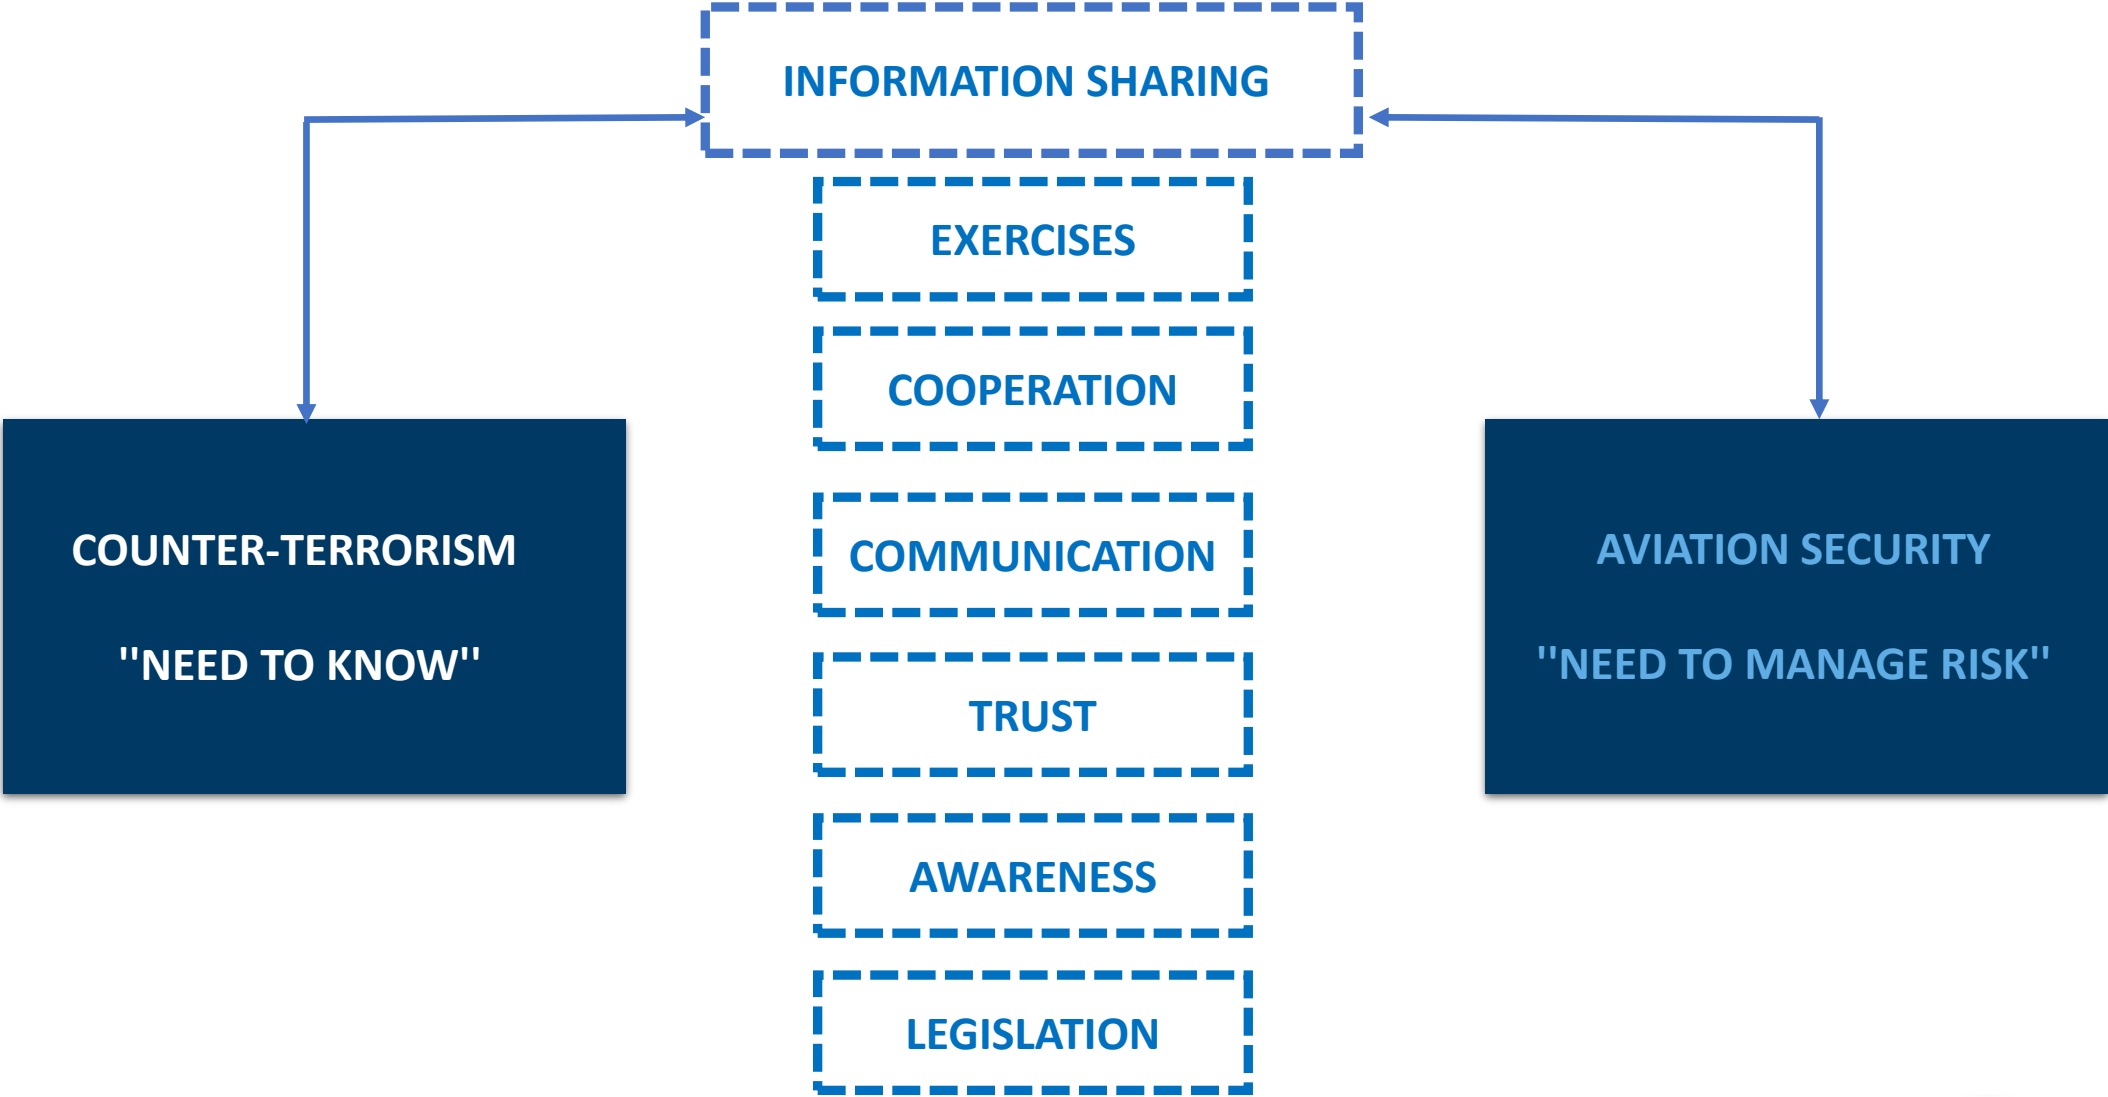 INFORMATION SHARING
EXERCISES
COOPERATION
COUNTER-TERRORISM
"NEED TO KNOW"
COMMUNICATION
AVIATION SECURITY
"NEED TO MANAGE RISK"
TRUST
AWARENESS
LEGISLATION